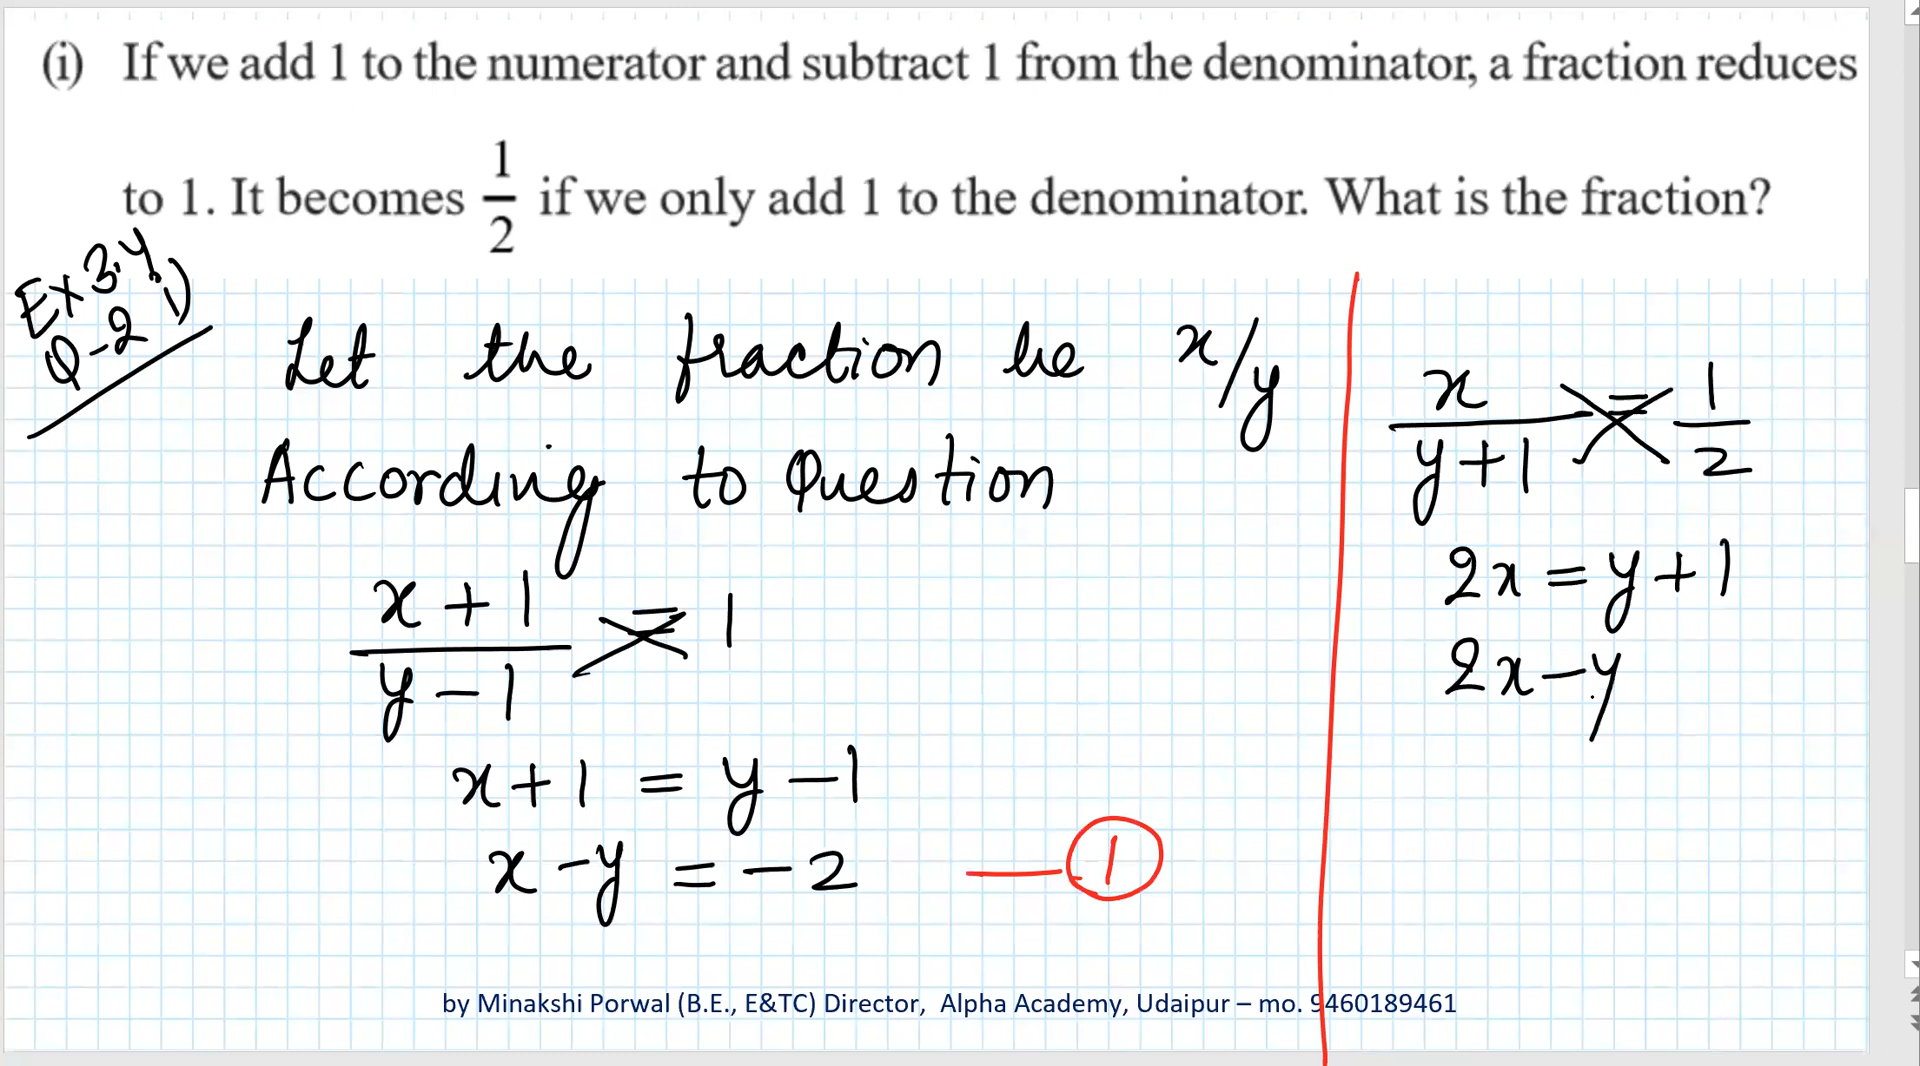 (i) If we add 1 to the numerator and subtract 1 from the denominator, a fraction reduces
to 1. It becomes 1/2 if we only add 1 to the denominator. What is the fraction?
Ex 3.4
Q-2 i)
Let the fraction be x/y
According to Question
x+1/y-1 = 1
x+1 = y-1
x-y = -2 — 1
x/y+1 = 1/2
2x = y+1
2x-y
by Minakshi Porwal (B.E., E&TC) Director, Alpha Academy, Udaipur – mo. 9460189461